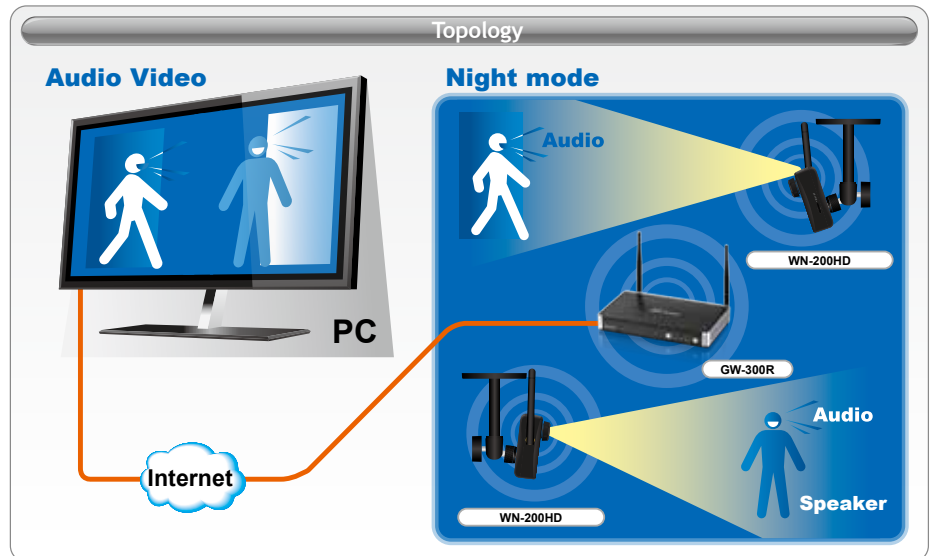 Topology
Audio Video
Night mode
Audio
WN-200HD
PC
GW-300R
Audio
Internet
Speaker
WN-200HD